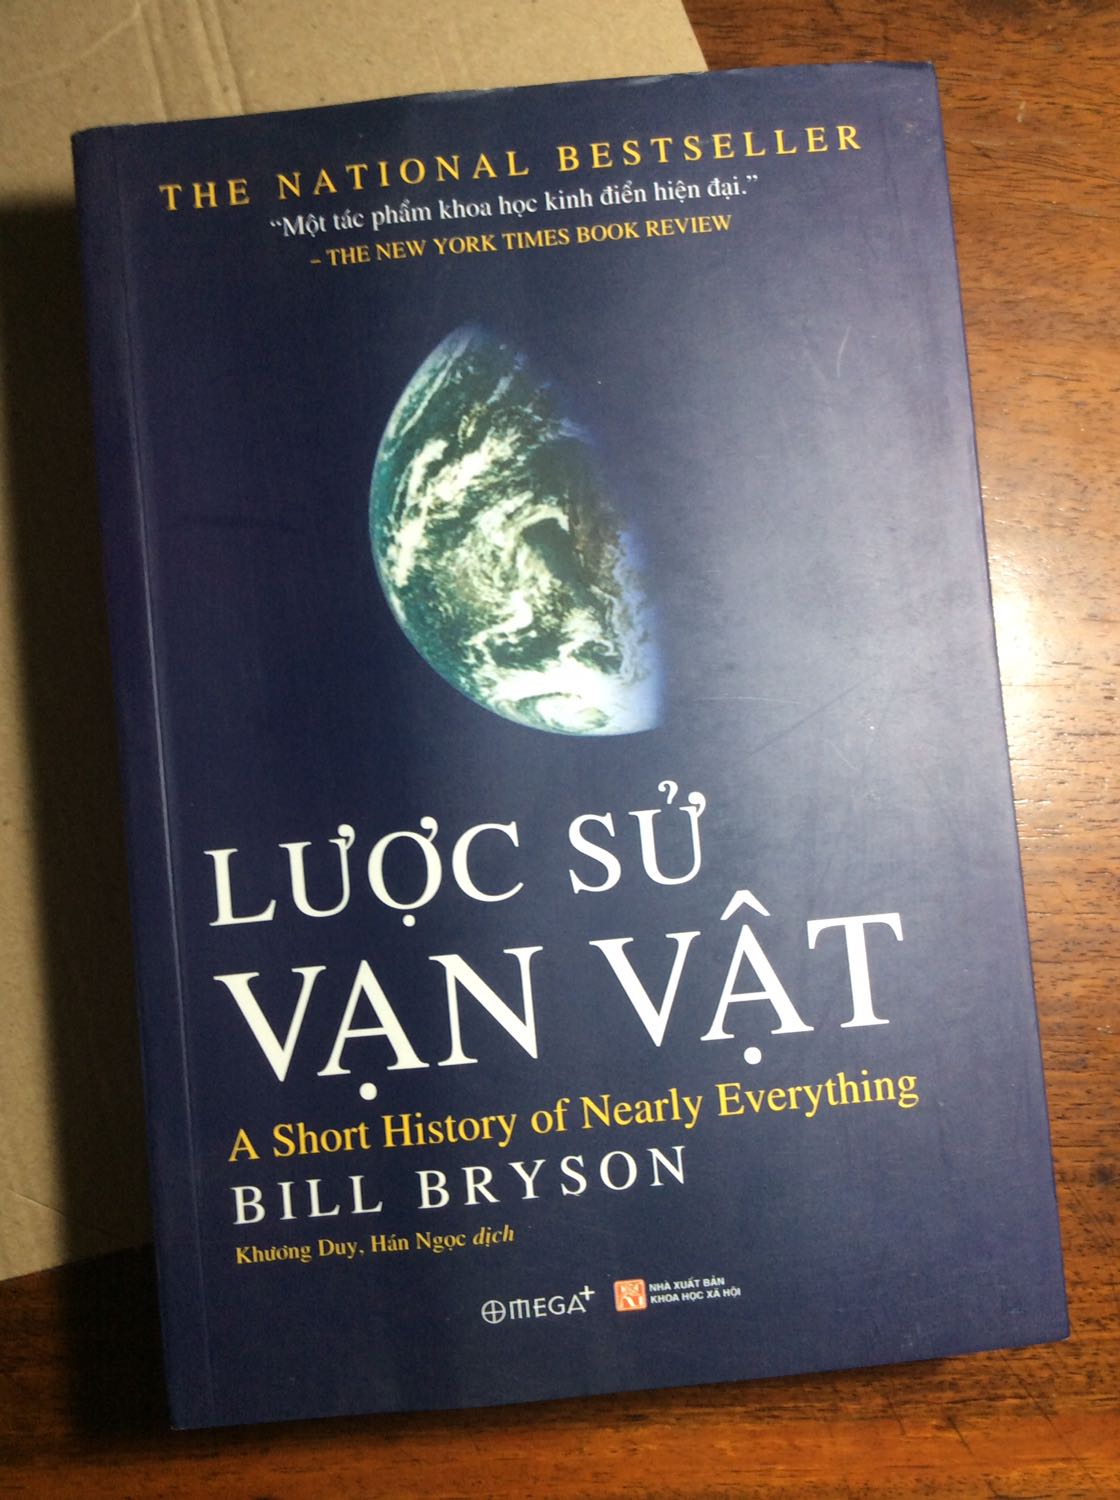 THE NATIONAL BESTSELLER
“Một tác phẩm khoa học kinh điển hiện đại.”
– THE NEW YORK TIMES BOOK REVIEW
LƯỢC SỬ
VẠN VẬT
A Short History of Nearly Everything
BILL BRYSON
Khương Duy, Hán Ngọc dịch
OMEGA+
NHÀ XUẤT BẢN
KHOA HỌC XÃ HỘI